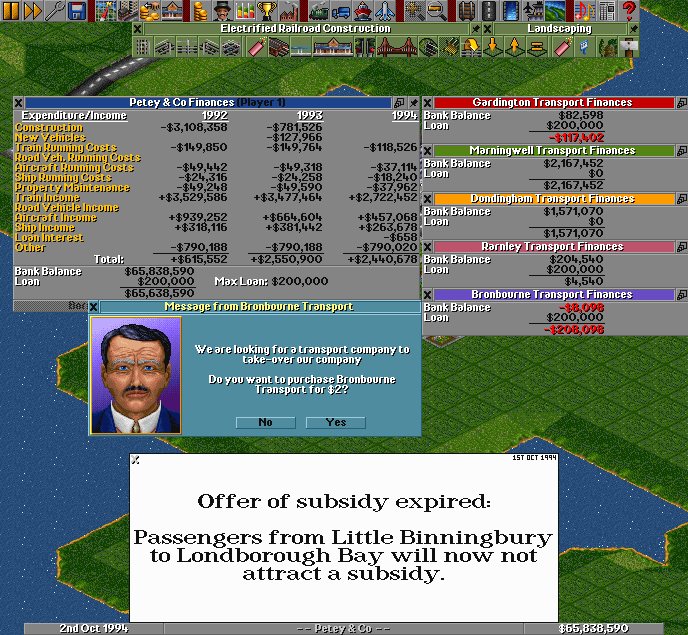 Electrified Railroad Construction
Landscaping
Petey & Co Finances (Player 1)
Expenditure/Income 1992 1993 1994
Construction -$3,108,358 -$781,526
New Vehicles -$127,966
Train Running Costs -$149,850 -$149,764 -$118,526
Road Veh. Running Costs
Aircraft Running Costs -$49,442 -$49,318 -$37,114
Ship Running Costs -$24,316 -$24,258 -$18,240
Property Maintenance -$49,248 -$49,590 -$37,962
Train Income +$3,529,586 +$3,477,464 +$2,722,452
Road Vehicle Income
Aircraft Income +$939,252 +$664,604 +$457,068
Ship Income +$318,116 +$381,442 +$263,678
Loan Interest -$658
Other -$790,188 -$790,188 -$790,020
Total: +$615,552 +$2,550,900 +$2,440,678
Bank Balance $65,838,590
Loan $200,000 Max Loan: $200,000
$65,638,590
Gardington Transport Finances
Bank Balance $82,598
Loan $200,000
-$117,402
Marningwell Transport Finances
Bank Balance $2,167,452
Loan $0
$2,167,452
Dondingham Transport Finances
Bank Balance $1,571,070
Loan $0
$1,571,070
Rarnley Transport Finances
Bank Balance $204,540
Loan $200,000
$4,540
Bronbourne Transport Finances
Bank Balance -$8,098
Loan $200,000
-$208,098
Message from Bronbourne Transport
We are looking for a transport company to
take-over our company
Do you want to purchase Bronbourne
Transport for $2?
No Yes
1ST OCT 1994
Offer of subsidy expired:
Passengers from Little Binningbury
to Londborough Bay will now not
attract a subsidy.
2nd Oct 1994 -- Petey & Co -- $65,838,590